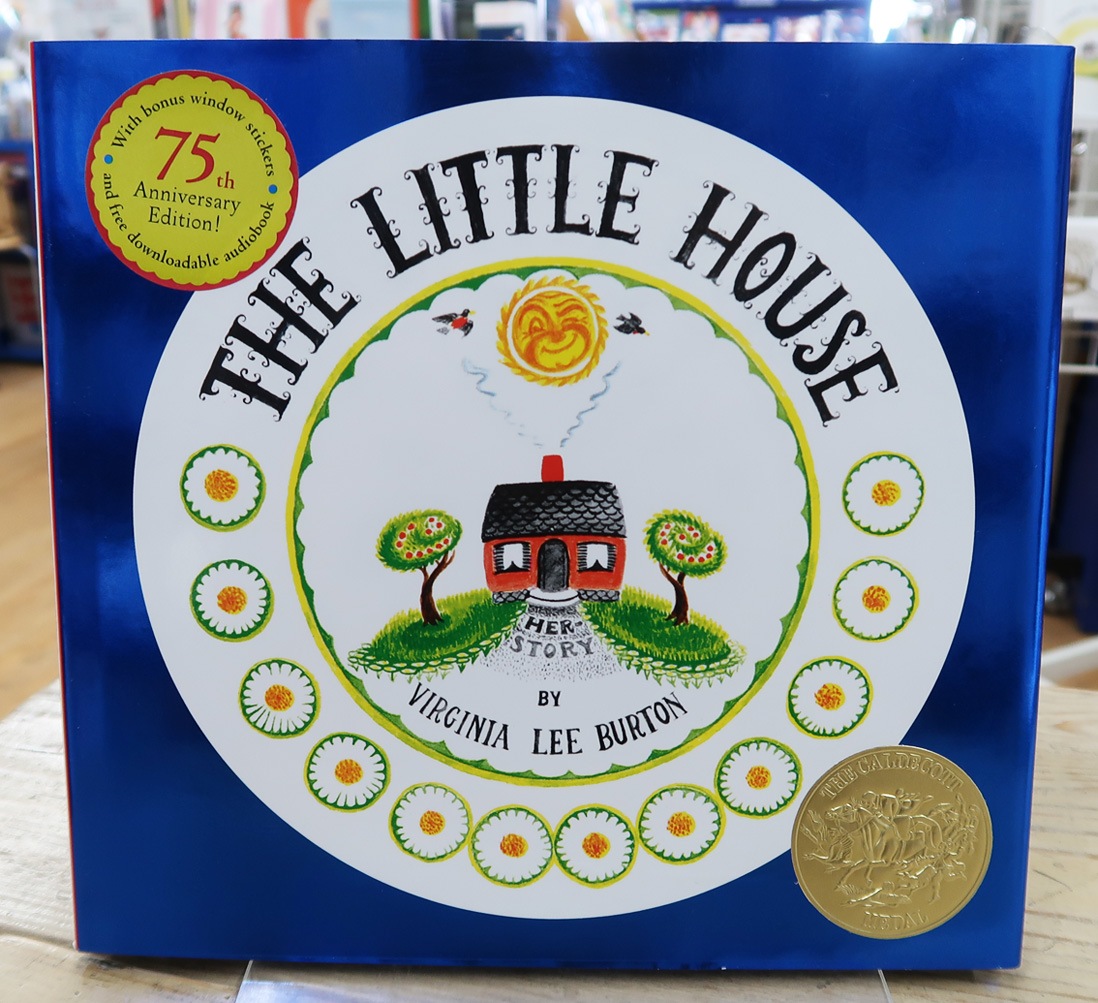 With bonus window stickers
75th
Anniversary
Edition!
and free downloadable audiobook
THE LITTLE HOUSE
HER-
STORY
BY
VIRGINIA LEE BURTON
THE CALDECOTT
MEDAL